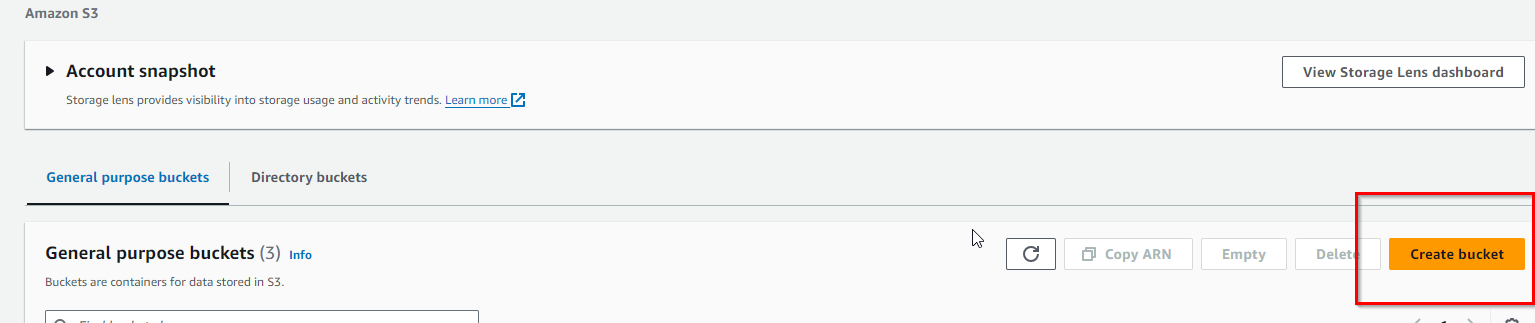 Amazon S3
Account snapshot
View Storage Lens dashboard
Storage lens provides visibility into storage usage and activity trends. Learn more
General purpose buckets
Directory buckets
General purpose buckets (3) Info
Copy ARN
Empty
Delete
Create bucket
Buckets are containers for data stored in S3.